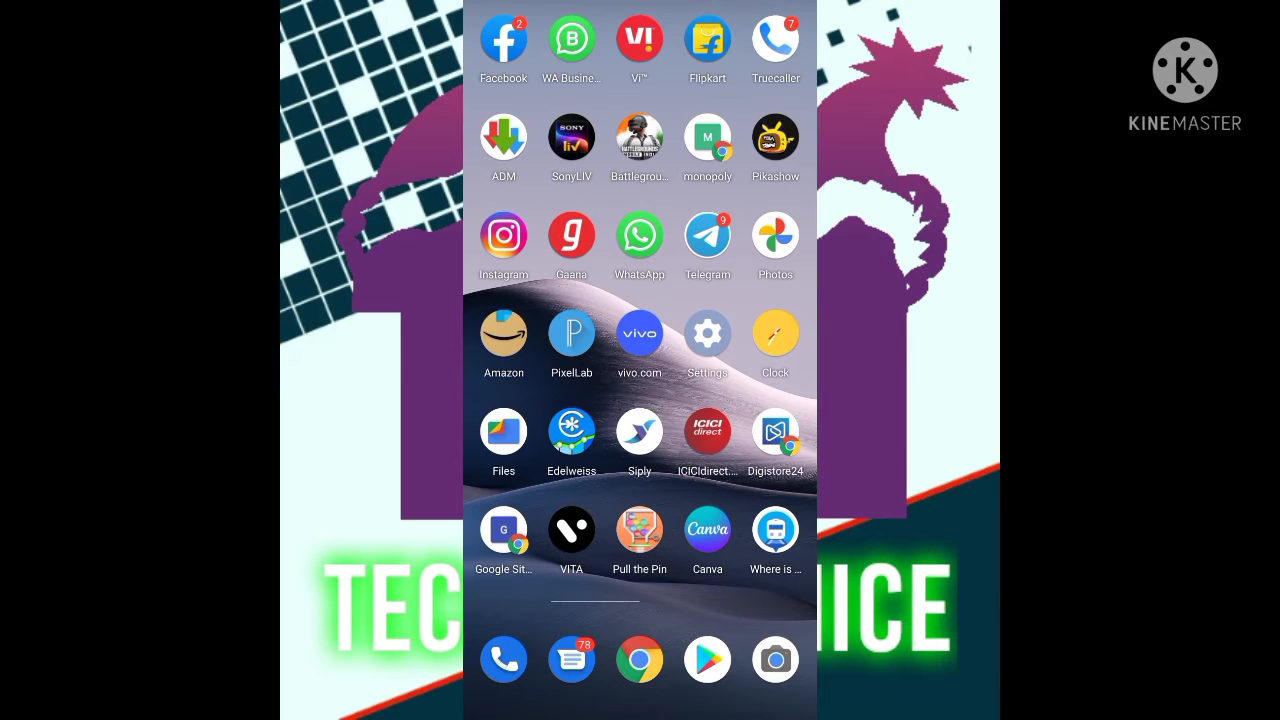 2 7
Facebook WA Busine... Vi™ Flipkart Truecaller
KINEMASTER
ADM SonyLIV Battlegrou... monopoly Pikashow
9
Instagram Gaana WhatsApp Telegram Photos
vivo
Amazon PixelLab vivo.com Settings Clock
ICICI
direct
Files Edelweiss Siply ICICIdirect.... Digistore24
Canva
Google Sit... VITA Pull the Pin Canva Where is ...
TEC ICE
78